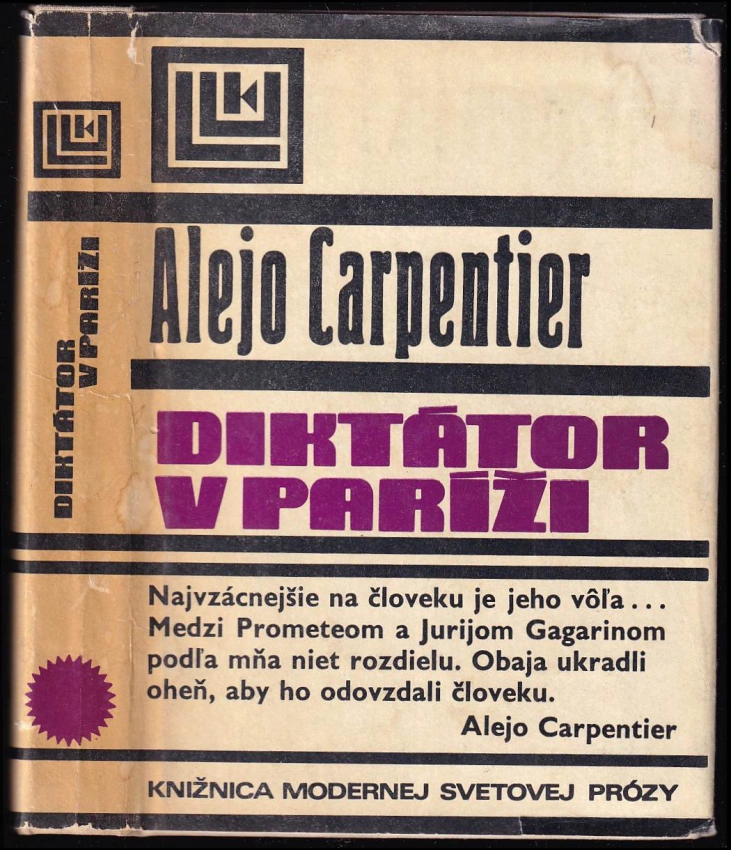 Alejo Carpentier
DIKTÁTOR
V PARÍŽI
Najvzácnejšie na človeku je jeho vôľa...
Medzi Prometeom a Jurijom Gagarinom
podľa mňa niet rozdielu. Obaja ukradli
oheň, aby ho odovzdali človeku.
Alejo Carpentier
KNIŽNICA MODERNEJ SVETOVEJ PRÓZY
DIKTÁTOR
V PARÍŽI